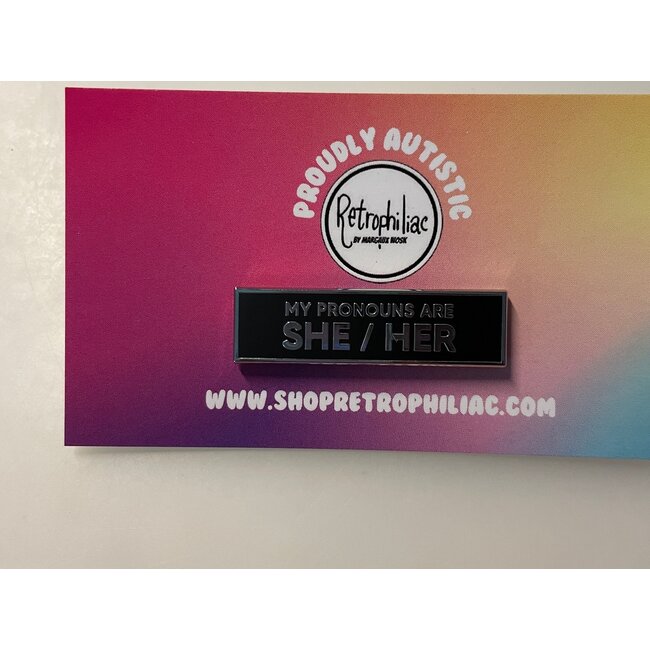 PROUDLY AUTISTIC
Retrophiliac
BY MARGAUX WOSK
MY PRONOUNS ARE
SHE / HER
WWW.SHOPRETROPHILIAC.COM